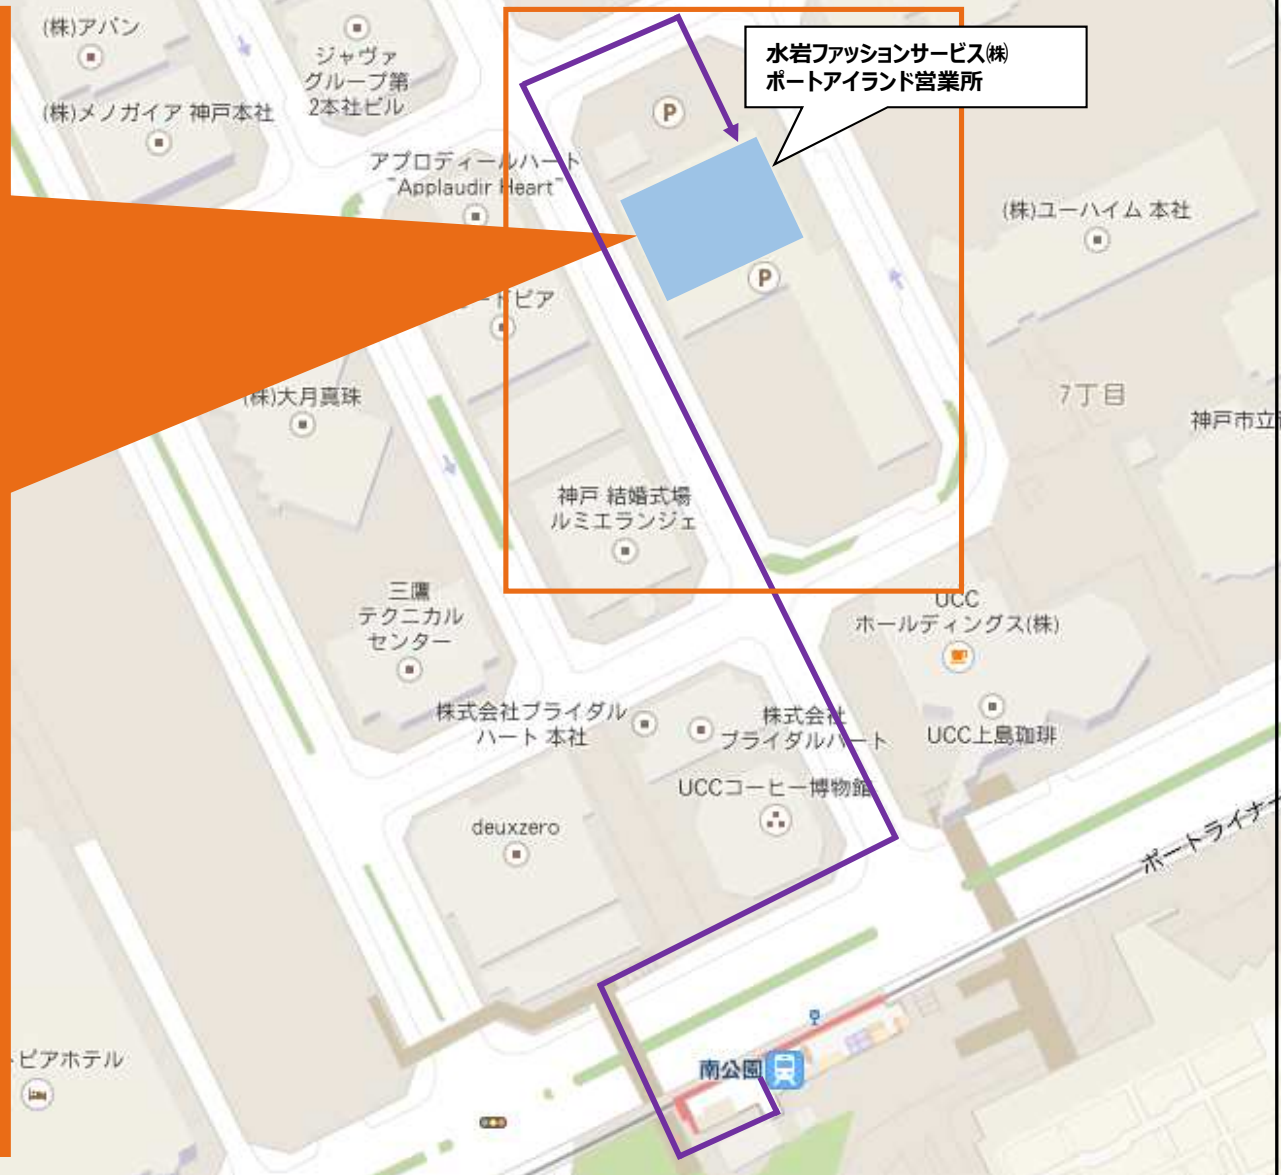 (株)アバン
ジャヴァ
グループ第
2本社ビル
(株)メノガイア 神戸本社
水岩ファッションサービス㈱
ポートアイランド営業所
P
アプロディールハート
~Applaudir Heart~
(株)ユーハイム 本社
P
ードピア
(株)大月真珠
7丁目
神戸市立
神戸 結婚式場
ルミエランジェ
三鷹
テクニカル
センター
UCC
ホールディングス(株)
株式会社ブライダル
ハート 本社
株式会社
ブライダルハート
UCC上島珈琲
UCCコーヒー博物館
deuxzero
ポートライナー
南公園
トピアホテル